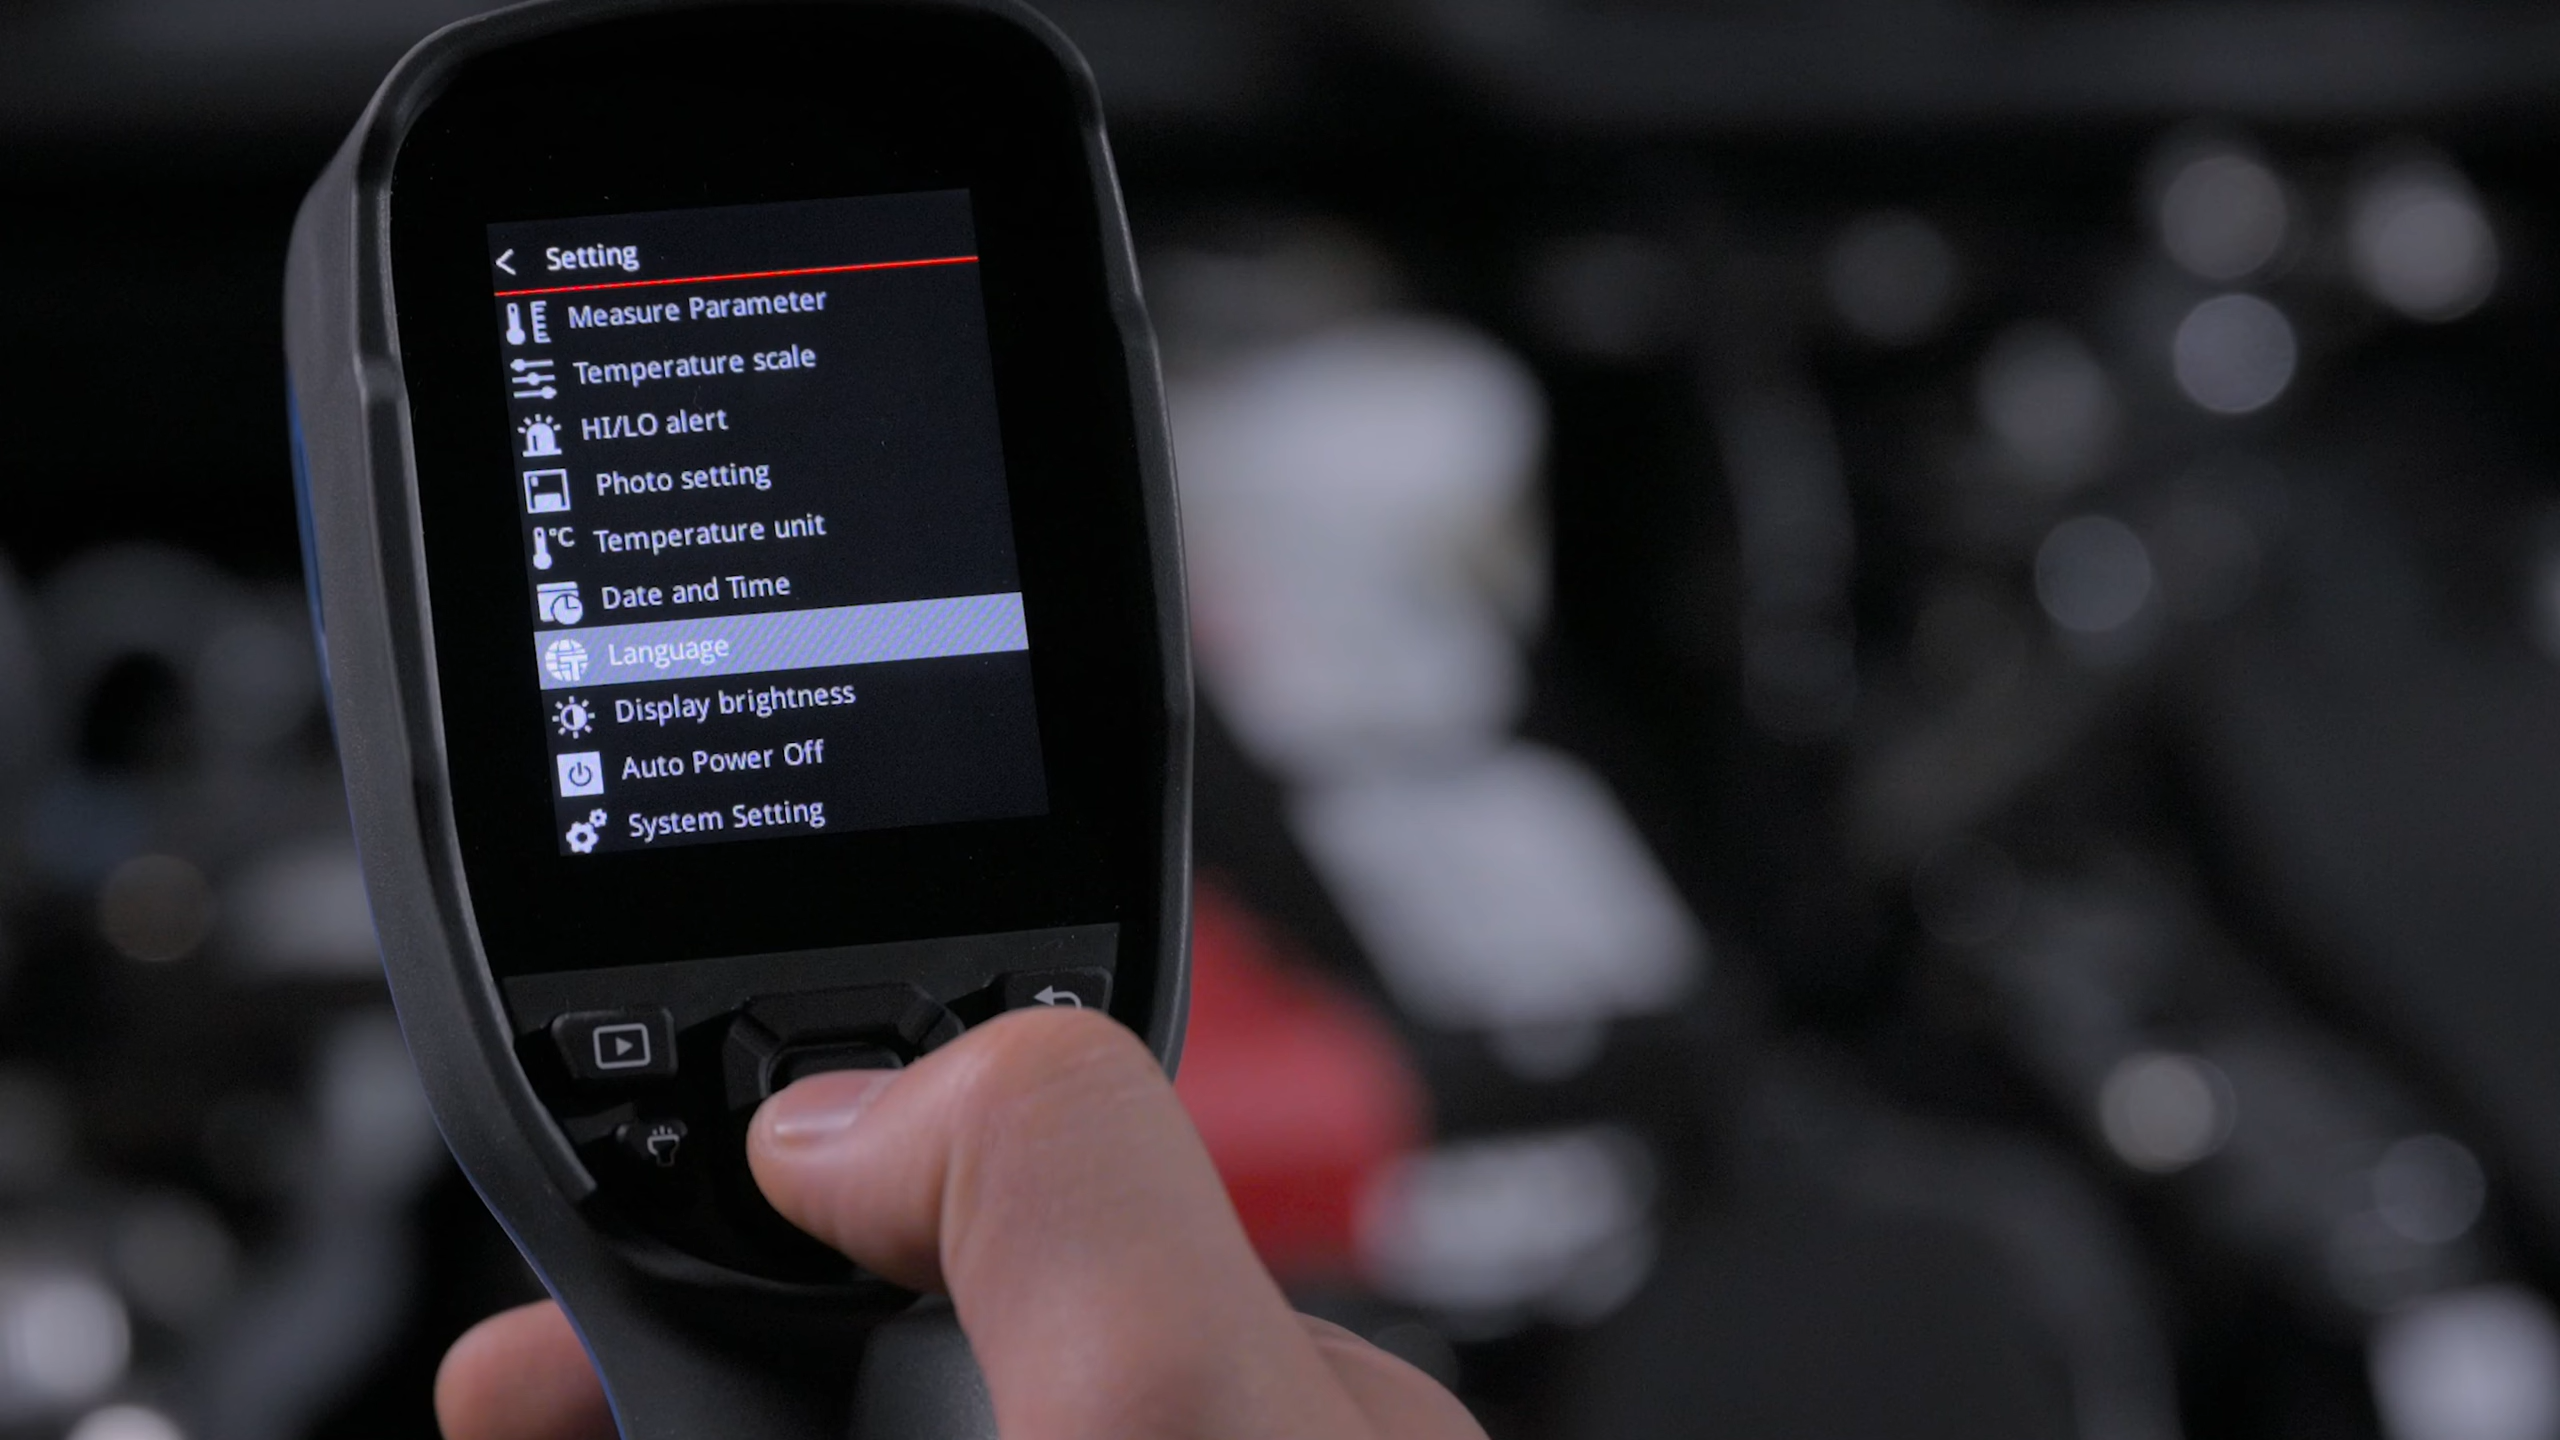 < Setting
Measure Parameter
Temperature scale
HI/LO alert
Photo setting
°C Temperature unit
Date and Time
Language
Display brightness
Auto Power Off
System Setting